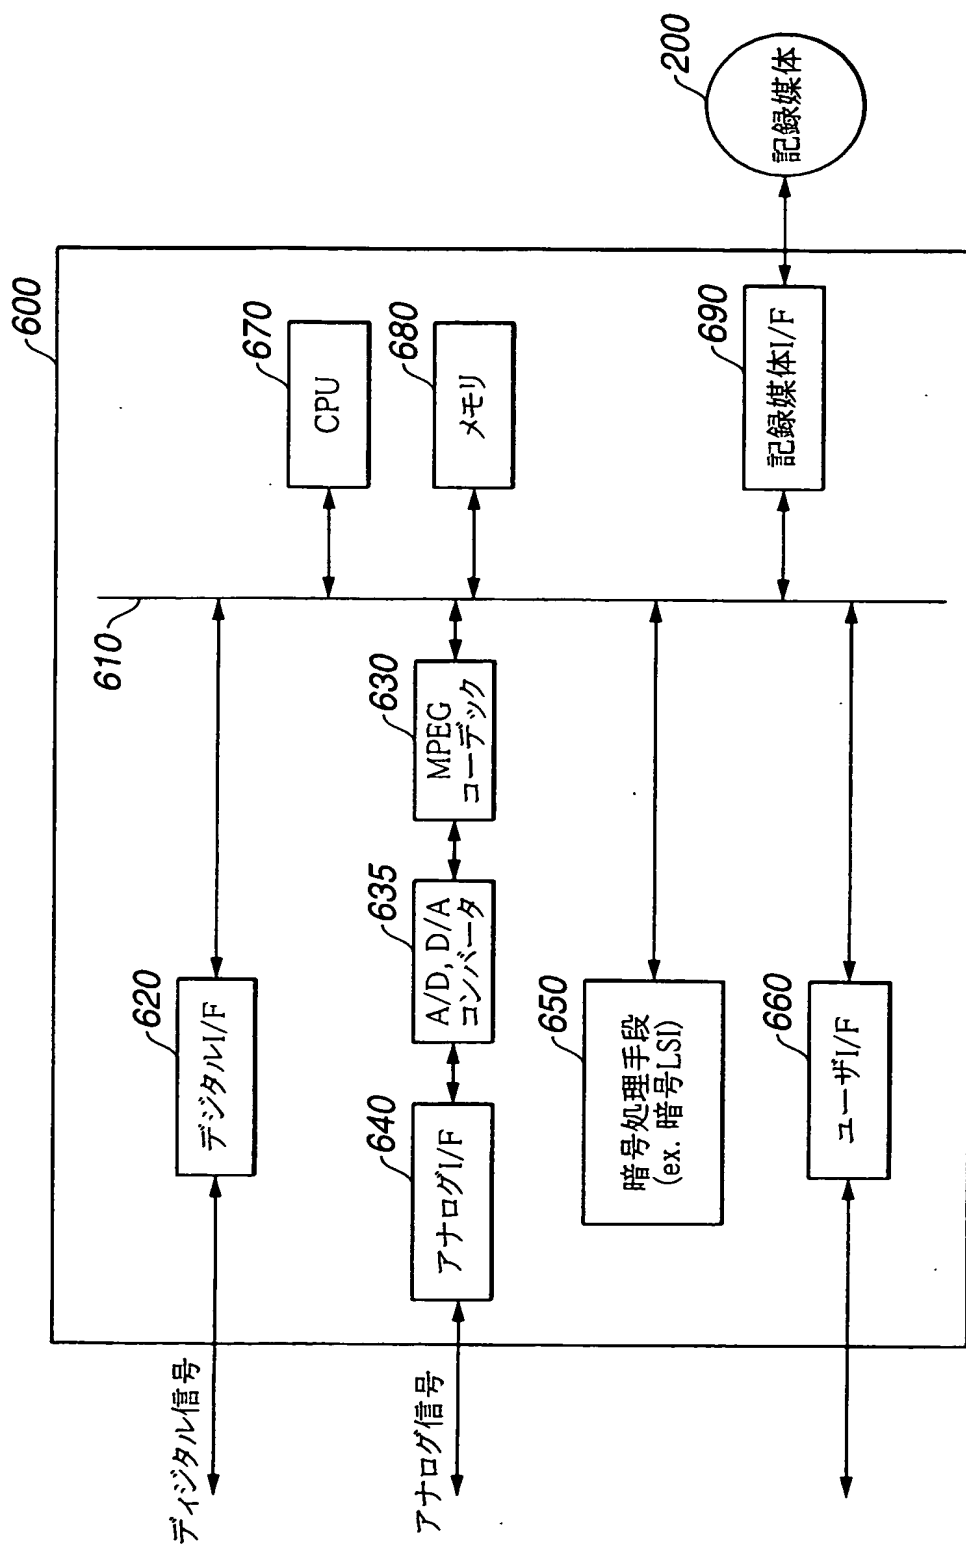 600
610
ディジタル信号
620
デジタルI/F
670
CPU
アナログ信号
640
アナログI/F
635
A/D, D/A
コンバータ
630
MPEG
コーデック
680
メモリ
650
暗号処理手段
(ex. 暗号LSI)
660
ユーザI/F
690
記録媒体I/F
200
記録媒体